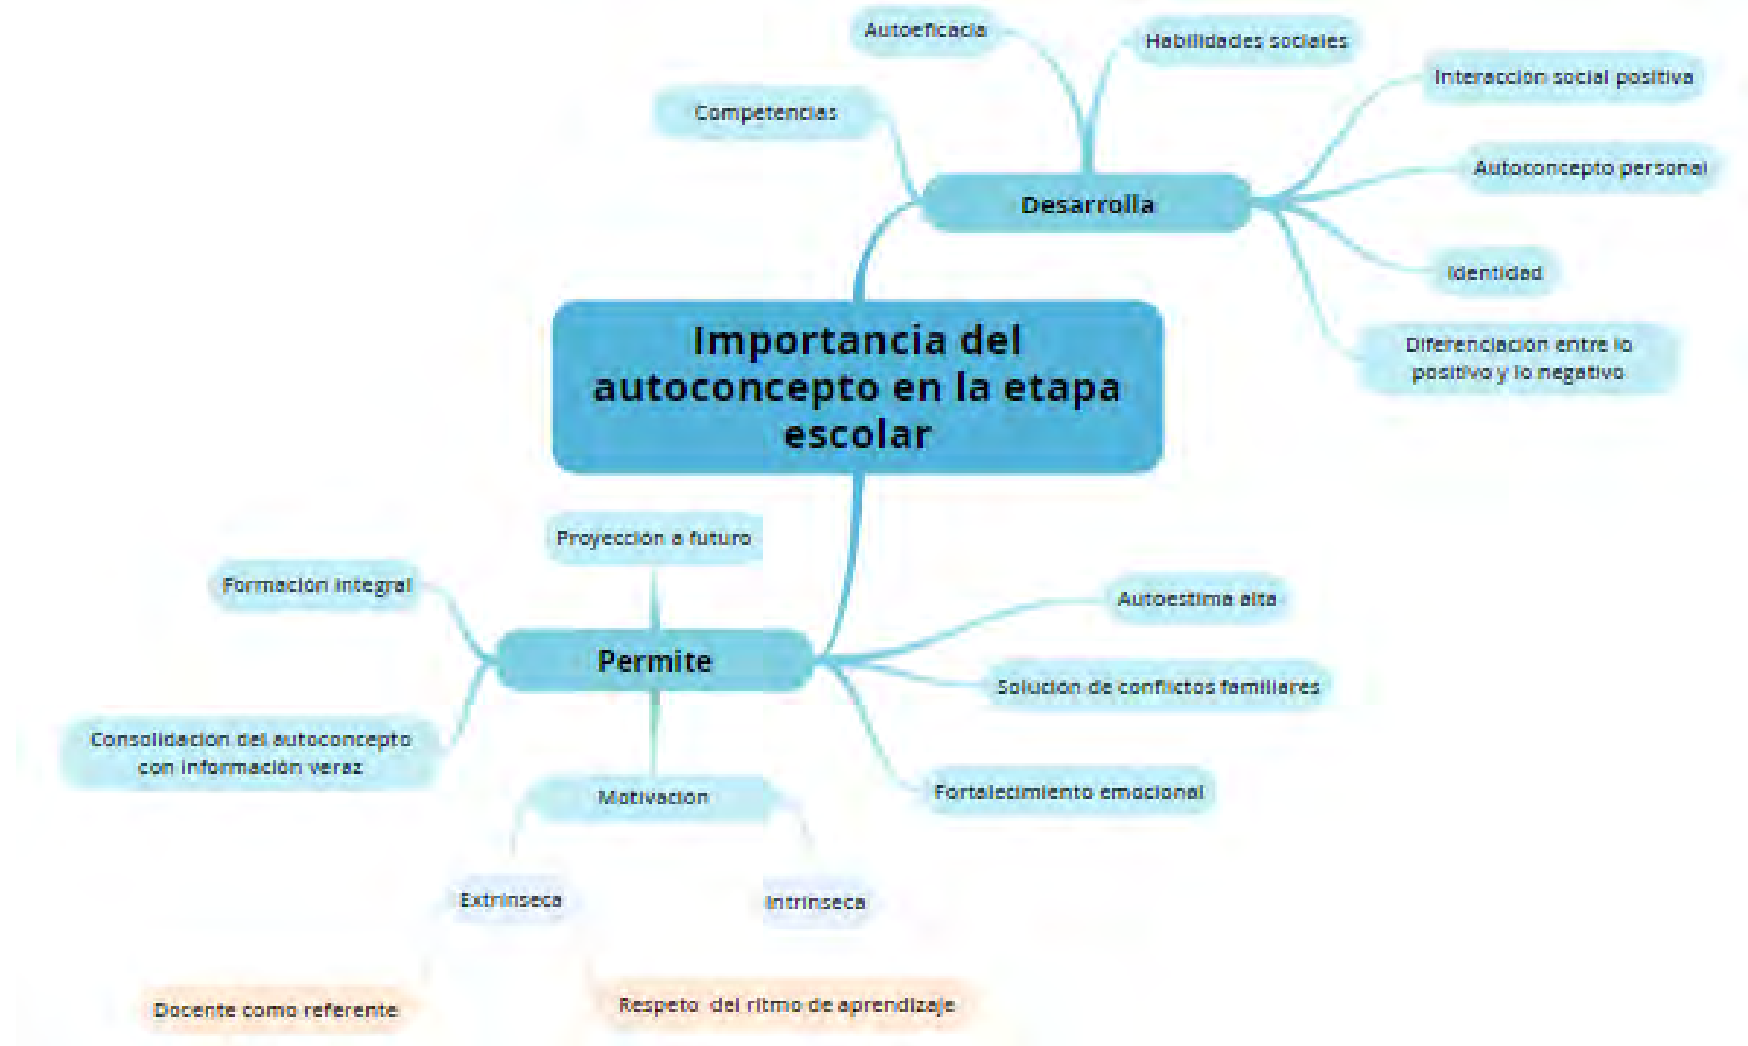 Autoeficacia
Habilidades sociales
Interacción social positiva
Competencias
Autoconcepto personal
Desarrolla
Identidad
Diferenciación entre lo
positivo y lo negativo
Importancia del
autoconcepto en la etapa
escolar
Proyección a futuro
Formación integral
Autoestima alta
Permite
Solución de conflictos familiares
Consolidación del autoconcepto
con información veraz
Motivación
Fortalecimiento emocional
Extrínseca
Intrínseca
Docente como referente
Respeto del ritmo de aprendizaje